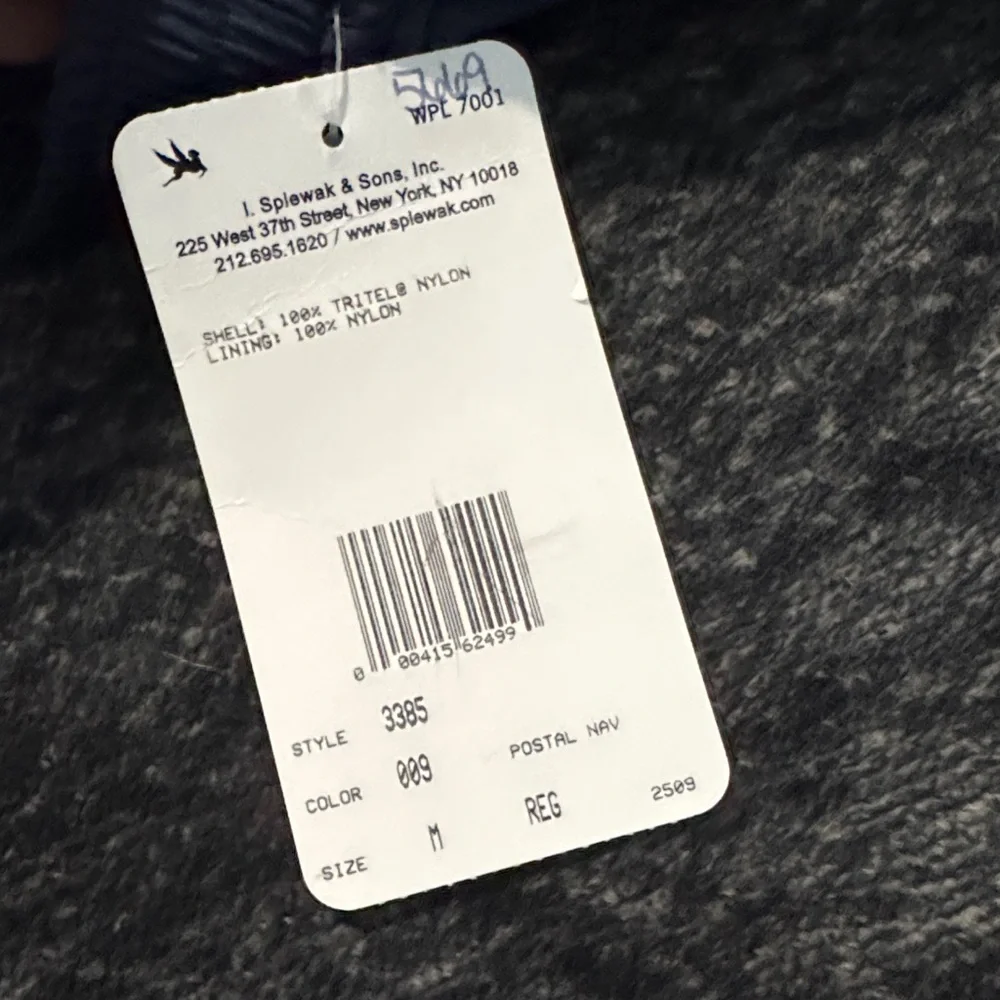 5669
WPL 7001
I. Spiewak & Sons, Inc.
225 West 37th Street, New York, NY 10018
212.695.1620 / www.spiewak.com
SHELL: 100% TRITEL® NYLON
LINING: 100% NYLON
0 00415 62499
STYLE 3385
COLOR 009 POSTAL NAV
SIZE M REG 2509